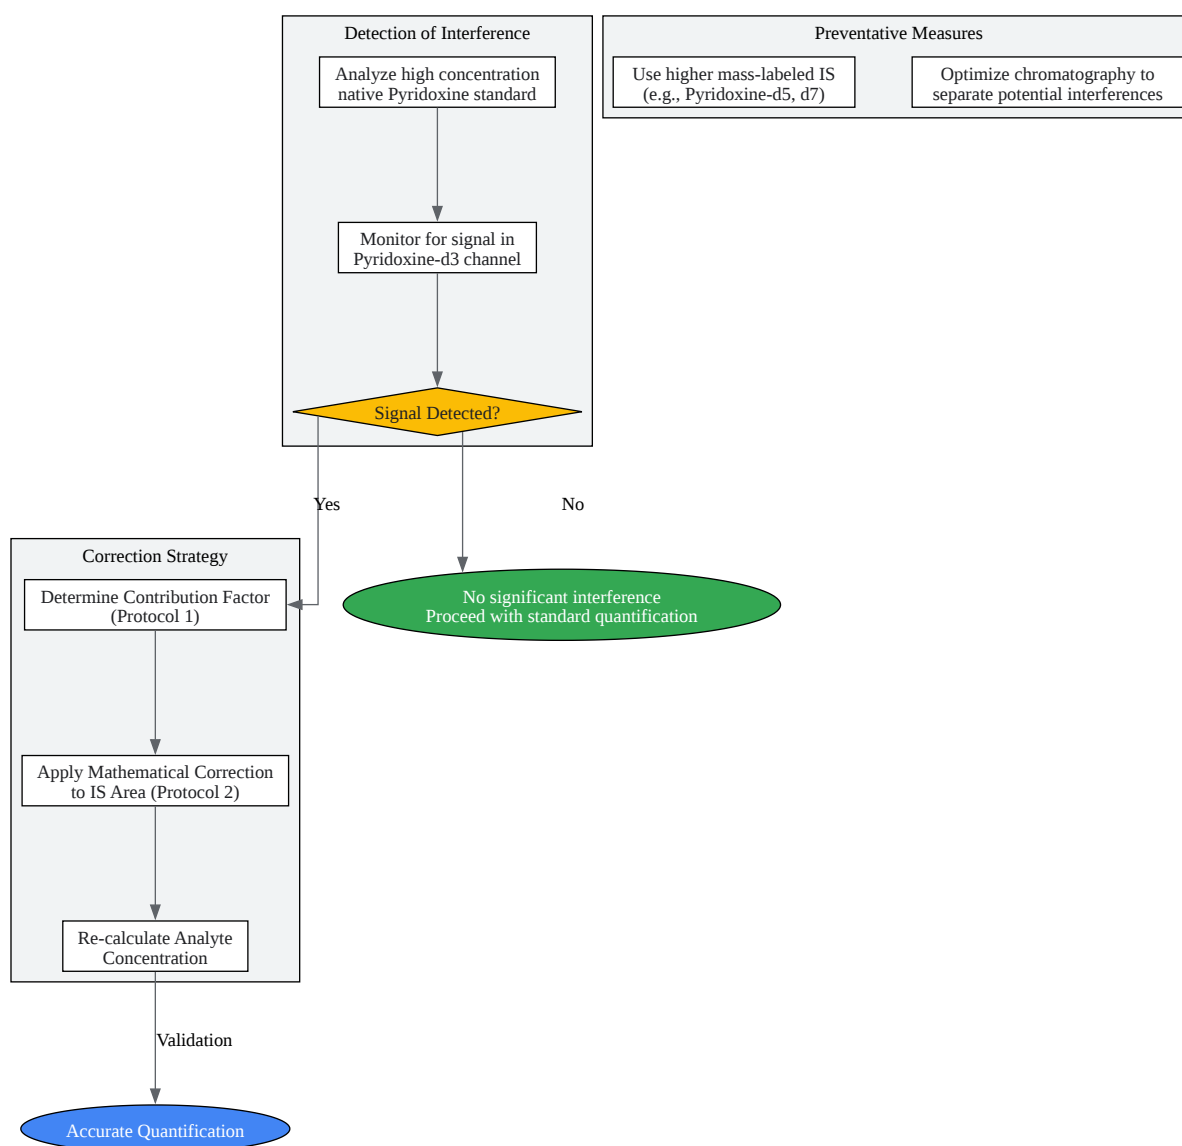 Detection of Interference
Analyze high concentration
native Pyridoxine standard
Monitor for signal in
Pyridoxine-d3 channel
Signal Detected?
Preventative Measures
Use higher mass-labeled IS
(e.g., Pyridoxine-d5, d7)
Optimize chromatography to
separate potential interferences
Yes
No
No significant interference
Proceed with standard quantification
Correction Strategy
Determine Contribution Factor
(Protocol 1)
Apply Mathematical Correction
to IS Area (Protocol 2)
Re-calculate Analyte
Concentration
Validation
Accurate Quantification